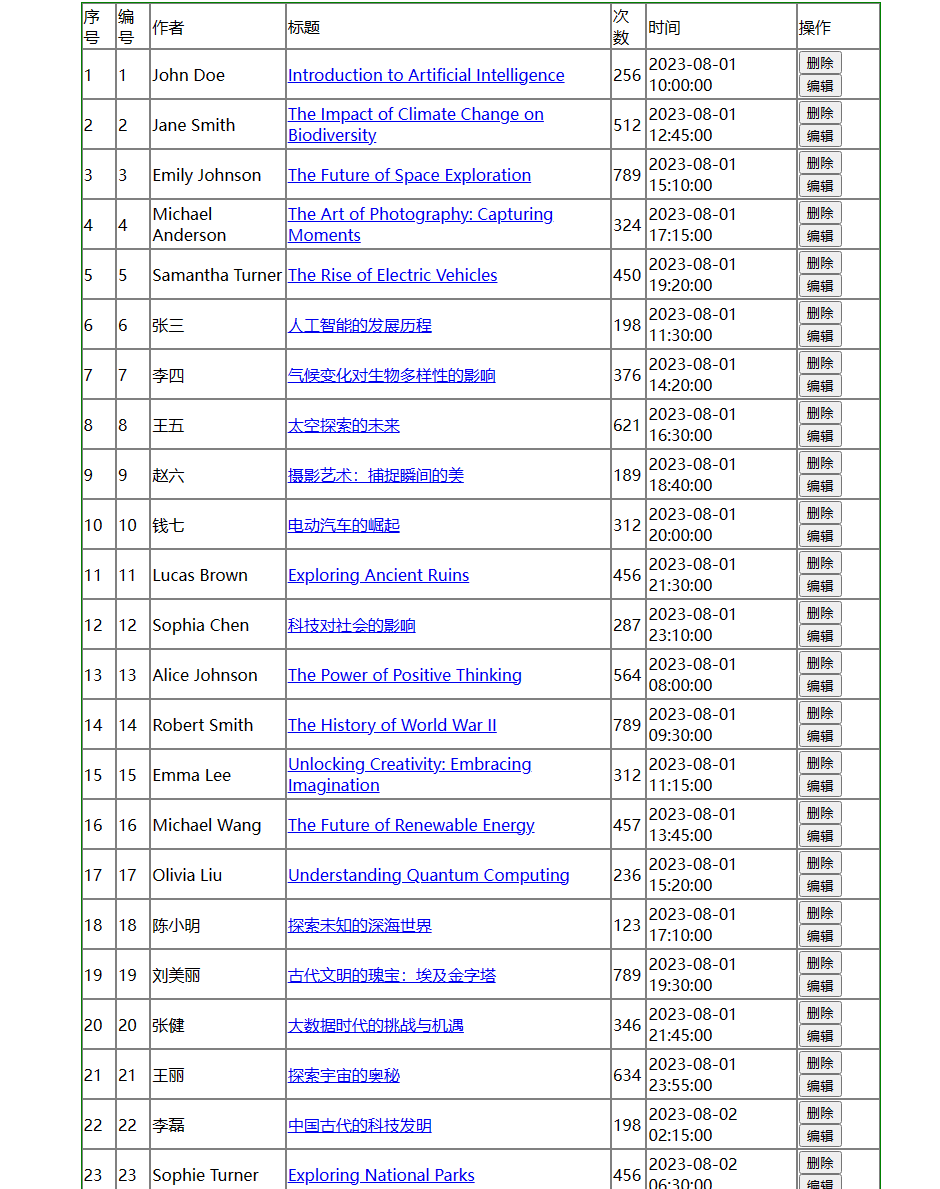 序号 编号 作者 标题 次数 时间 操作
1 1 John Doe Introduction to Artificial Intelligence 256 2023-08-01 10:00:00 删除 编辑
2 2 Jane Smith The Impact of Climate Change on Biodiversity 512 2023-08-01 12:45:00 删除 编辑
3 3 Emily Johnson The Future of Space Exploration 789 2023-08-01 15:10:00 删除 编辑
4 4 Michael Anderson The Art of Photography: Capturing Moments 324 2023-08-01 17:15:00 删除 编辑
5 5 Samantha Turner The Rise of Electric Vehicles 450 2023-08-01 19:20:00 删除 编辑
6 6 张三 人工智能的发展历程 198 2023-08-01 11:30:00 删除 编辑
7 7 李四 气候变化对生物多样性的影响 376 2023-08-01 14:20:00 删除 编辑
8 8 王五 太空探索的未来 621 2023-08-01 16:30:00 删除 编辑
9 9 赵六 摄影艺术：捕捉瞬间的美 189 2023-08-01 18:40:00 删除 编辑
10 10 钱七 电动汽车的崛起 312 2023-08-01 20:00:00 删除 编辑
11 11 Lucas Brown Exploring Ancient Ruins 456 2023-08-01 21:30:00 删除 编辑
12 12 Sophia Chen 科技对社会的影响 287 2023-08-01 23:10:00 删除 编辑
13 13 Alice Johnson The Power of Positive Thinking 564 2023-08-01 08:00:00 删除 编辑
14 14 Robert Smith The History of World War II 789 2023-08-01 09:30:00 删除 编辑
15 15 Emma Lee Unlocking Creativity: Embracing Imagination 312 2023-08-01 11:15:00 删除 编辑
16 16 Michael Wang The Future of Renewable Energy 457 2023-08-01 13:45:00 删除 编辑
17 17 Olivia Liu Understanding Quantum Computing 236 2023-08-01 15:20:00 删除 编辑
18 18 陈小明 探索未知的深海世界 123 2023-08-01 17:10:00 删除 编辑
19 19 刘美丽 古代文明的瑰宝：埃及金字塔 789 2023-08-01 19:30:00 删除 编辑
20 20 张健 大数据时代的挑战与机遇 346 2023-08-01 21:45:00 删除 编辑
21 21 王丽 探索宇宙的奥秘 634 2023-08-01 23:55:00 删除 编辑
22 22 李磊 中国古代的科技发明 198 2023-08-02 02:15:00 删除 编辑
23 23 Sophie Turner Exploring National Parks 456 2023-08-02 06:30:00 删除 编辑